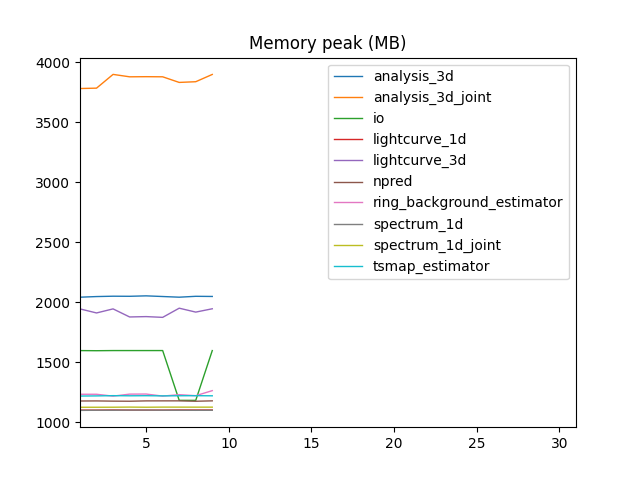 Memory peak (MB)
4000
3500
3000
2500
2000
1500
1000
5
10
15
20
25
30
analysis_3d
analysis_3d_joint
io
lightcurve_1d
lightcurve_3d
npred
ring_background_estimator
spectrum_1d
spectrum_1d_joint
tsmap_estimator